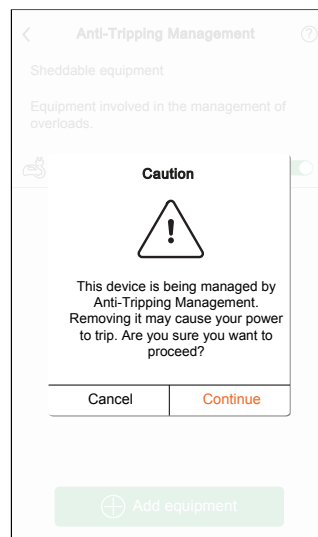 Anti-Tripping Management
Sheddable equipment
Equipment involved in the management of
overloads.
Caution
This device is being managed by
Anti-Tripping Management.
Removing it may cause your power
to trip. Are you sure you want to
proceed?
Cancel
Continue
Add equipment